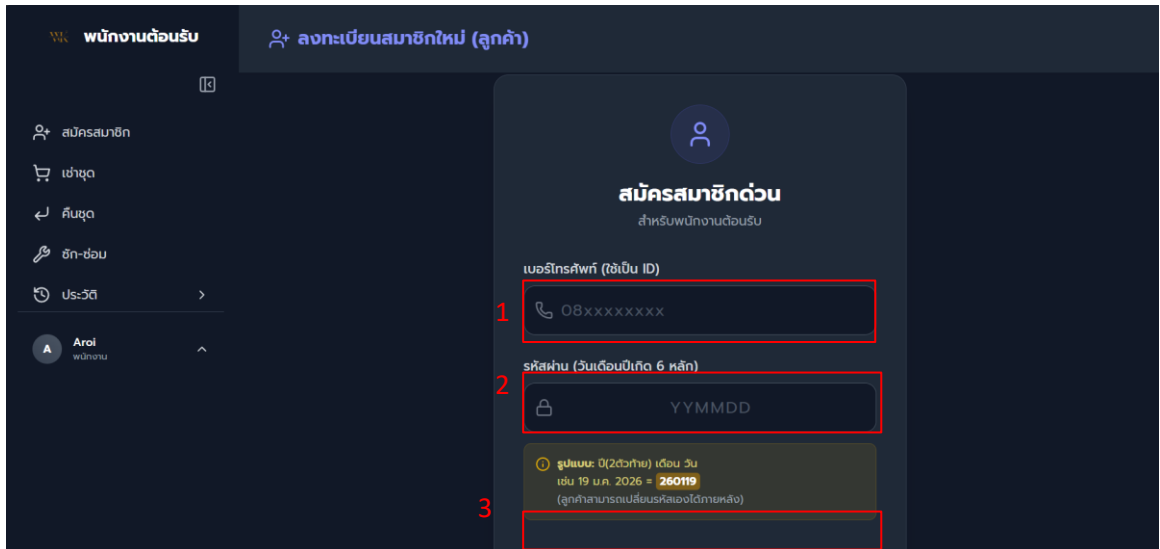 WK พนักงานต้อนรับ
ลงทะเบียนสมาชิกใหม่ (ลูกค้า)
สมัครสมาชิก
เช่าชุด
คืนชุด
ซัก-ซ่อม
ประวัติ
A Aroi
พนักงาน
สมัครสมาชิกด่วน
สำหรับพนักงานต้อนรับ
เบอร์โทรศัพท์ (ใช้เป็น ID)
1 08xxxxxxxx
รหัสผ่าน (วันเดือนปีเกิด 6 หลัก)
2
YYMMDD
รูปแบบ: ปี(2ตัวท้าย) เดือน วัน
เช่น 19 ม.ค. 2026 = 260119
(ลูกค้าสามารถเปลี่ยนรหัสเองได้ภายหลัง)
3